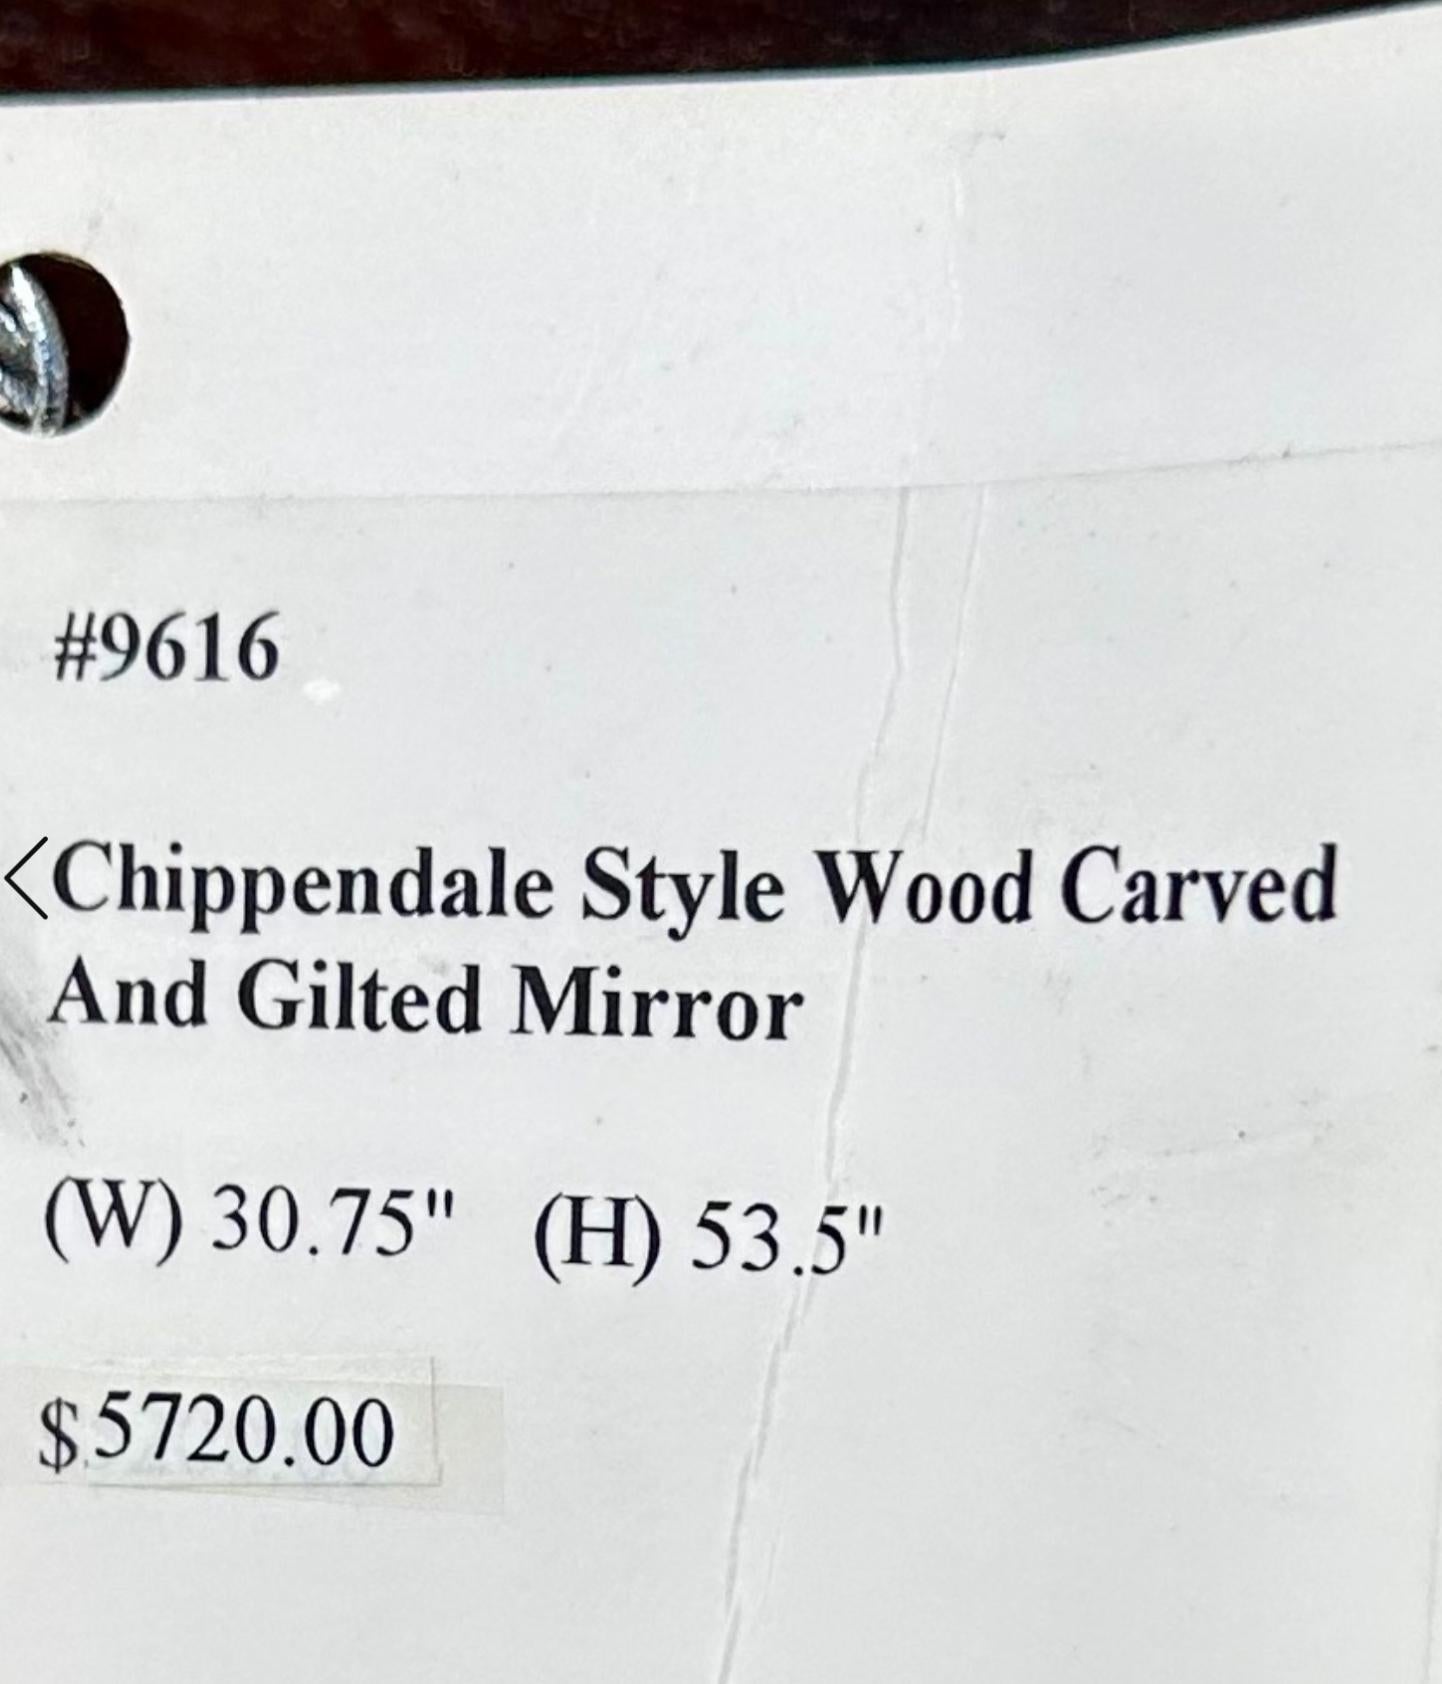 #9616
Chippendale Style Wood Carved
And Gilted Mirror
(W) 30.75" (H) 53.5"
$5720.00